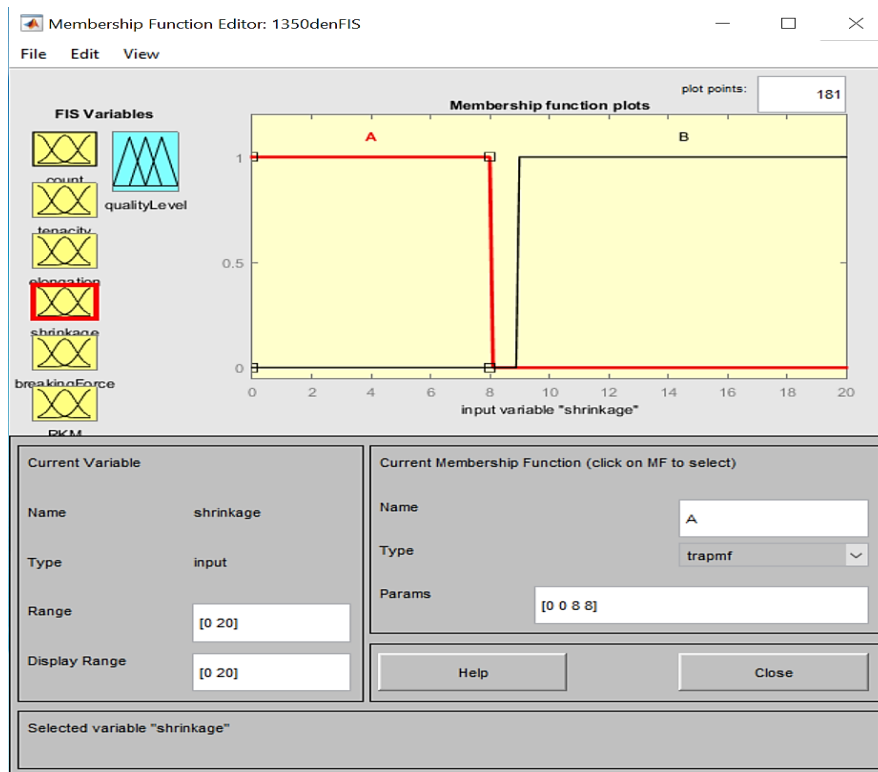 Membership Function Editor: 1350denFIS
File Edit View
plot points: 181
FIS Variables
Membership function plots
count
qualityLevel
tenacity
elongation
shrinkage
breakingForce
RKM
A B
1
0.5
0
0 2 4 6 8 10 12 14 16 18 20
input variable "shrinkage"
Current Variable
Name shrinkage
Type input
Range [0 20]
Display Range [0 20]
Current Membership Function (click on MF to select)
Name A
Type trapmf
Params [0 0 8 8]
Help Close
Selected variable "shrinkage"